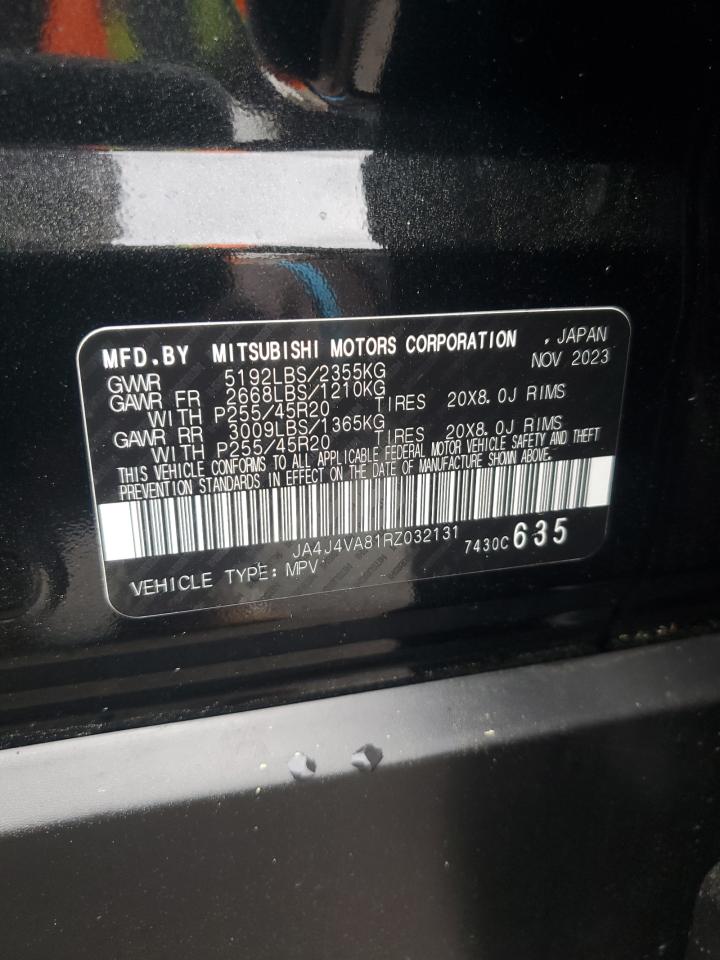 MFD.BY MITSUBISHI MOTORS CORPORATION , JAPAN
NOV 2023
GVWR 5192LBS/2355KG
GAWR FR 2668LBS/1210KG
WITH P255/45R20 TIRES 20X8.0J RIMS
GAWR RR 3009LBS/1365KG
WITH P255/45R20 TIRES 20X8.0J RIMS
THIS VEHICLE CONFORMS TO ALL APPLICABLE FEDERAL MOTOR VEHICLE SAFETY AND THEFT
PREVENTION STANDARDS IN EFFECT ON THE DATE OF MANUFACTURE SHOWN ABOVE.
JA4J4VA81RZ032131 7430C 635
VEHICLE TYPE: MPV